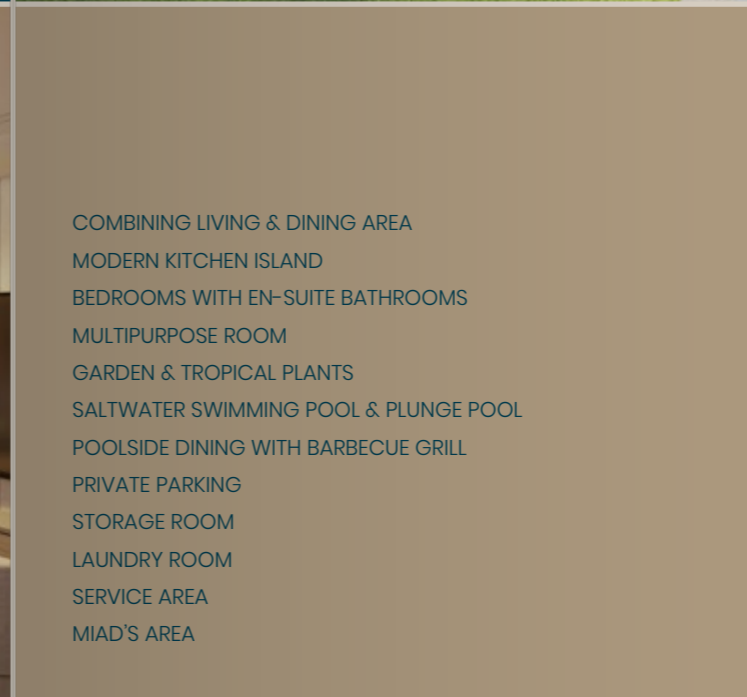 COMBINING LIVING & DINING AREA
MODERN KITCHEN ISLAND
BEDROOMS WITH EN-SUITE BATHROOMS
MULTIPURPOSE ROOM
GARDEN & TROPICAL PLANTS
SALTWATER SWIMMING POOL & PLUNGE POOL
POOLSIDE DINING WITH BARBECUE GRILL
PRIVATE PARKING
STORAGE ROOM
LAUNDRY ROOM
SERVICE AREA
MIAD'S AREA